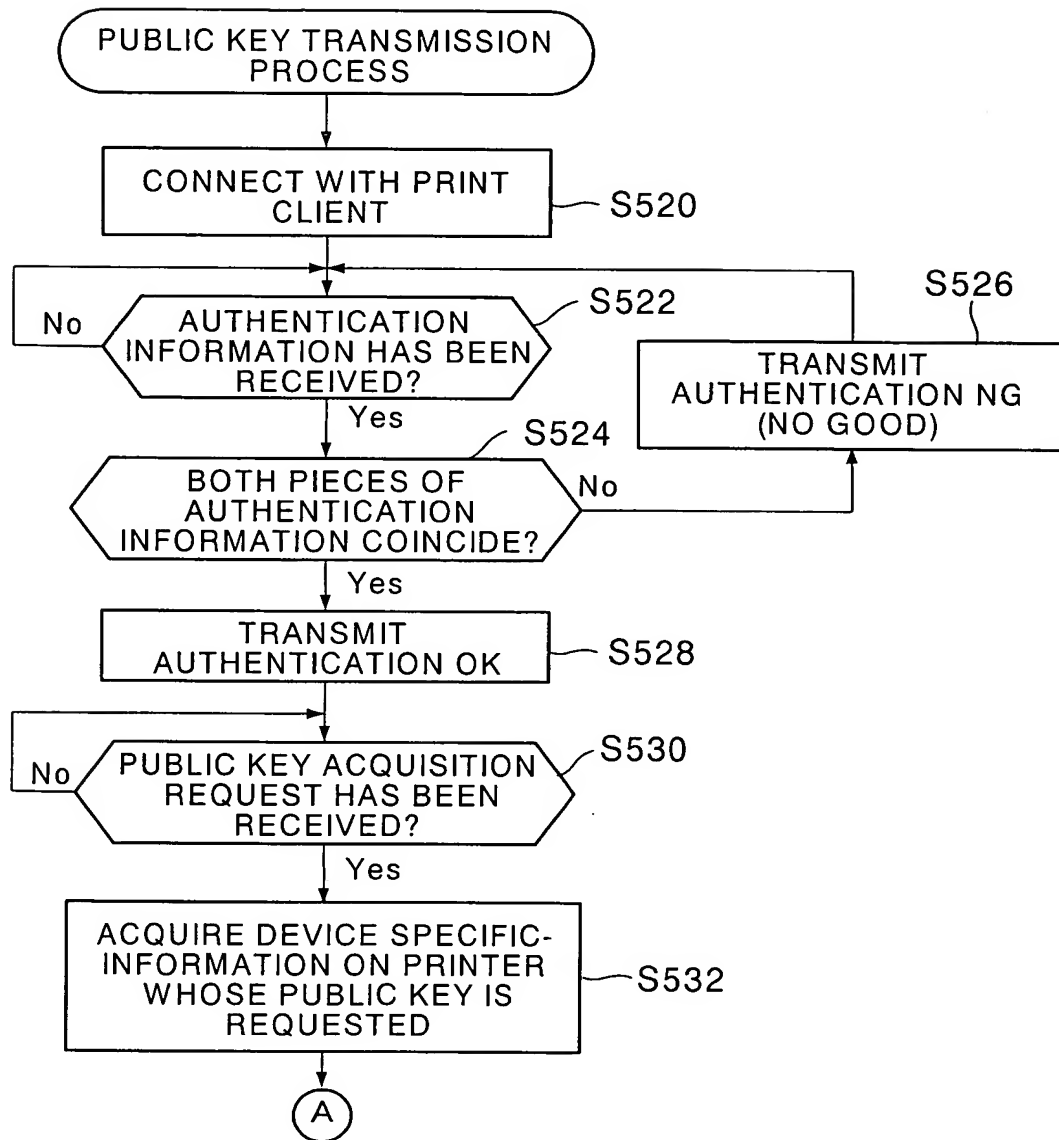 PUBLIC KEY TRANSMISSION
PROCESS
CONNECT WITH PRINT
CLIENT
S520
S526
S522
No
AUTHENTICATION
INFORMATION HAS BEEN
RECEIVED?
TRANSMIT
AUTHENTICATION NG
(NO GOOD)
Yes
S524
BOTH PIECES OF
AUTHENTICATION
INFORMATION COINCIDE?
No
Yes
TRANSMIT
AUTHENTICATION OK
S528
S530
No
PUBLIC KEY ACQUISITION
REQUEST HAS BEEN
RECEIVED?
Yes
ACQUIRE DEVICE SPECIFIC-
INFORMATION ON PRINTER
WHOSE PUBLIC KEY IS
REQUESTED
S532
A